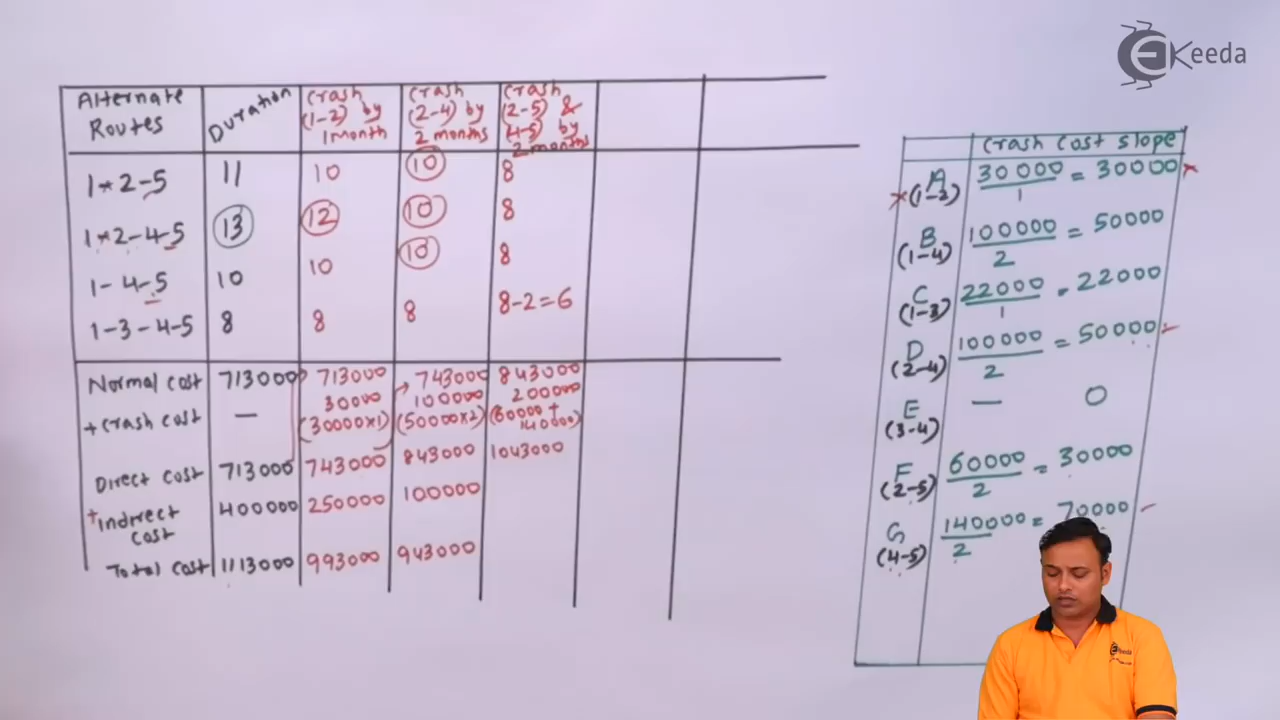 EKeeda
Alternate Routes
Duration
Crash (1-2) by 1 month
Crash (2-4) by 2 months
Crash (2-5) & (4-5) by 2 months
1-2-5 11 10 10 8
1-2-4-5 13 12 10 8
1-4-5 10 10 10 8
1-3-4-5 8 8 8 8-2=6
Normal cost 713000 713000 743000 843000
+ Crash cost — 30000 (30000x1) 100000 (50000x2) 200000 (60000 + 140000)
Direct cost 713000 743000 843000 1043000
+ Indirect cost 400000 250000 100000
Total cost 1113000 993000 943000
Crash cost slope
A (1-2) 30000/1 = 30000
B (1-4) 100000/2 = 50000
C (1-3) 22000/1 = 22000
D (2-4) 100000/2 = 50000
E (3-4) — 0
F (2-5) 60000/2 = 30000
G (4-5) 140000/2 = 70000